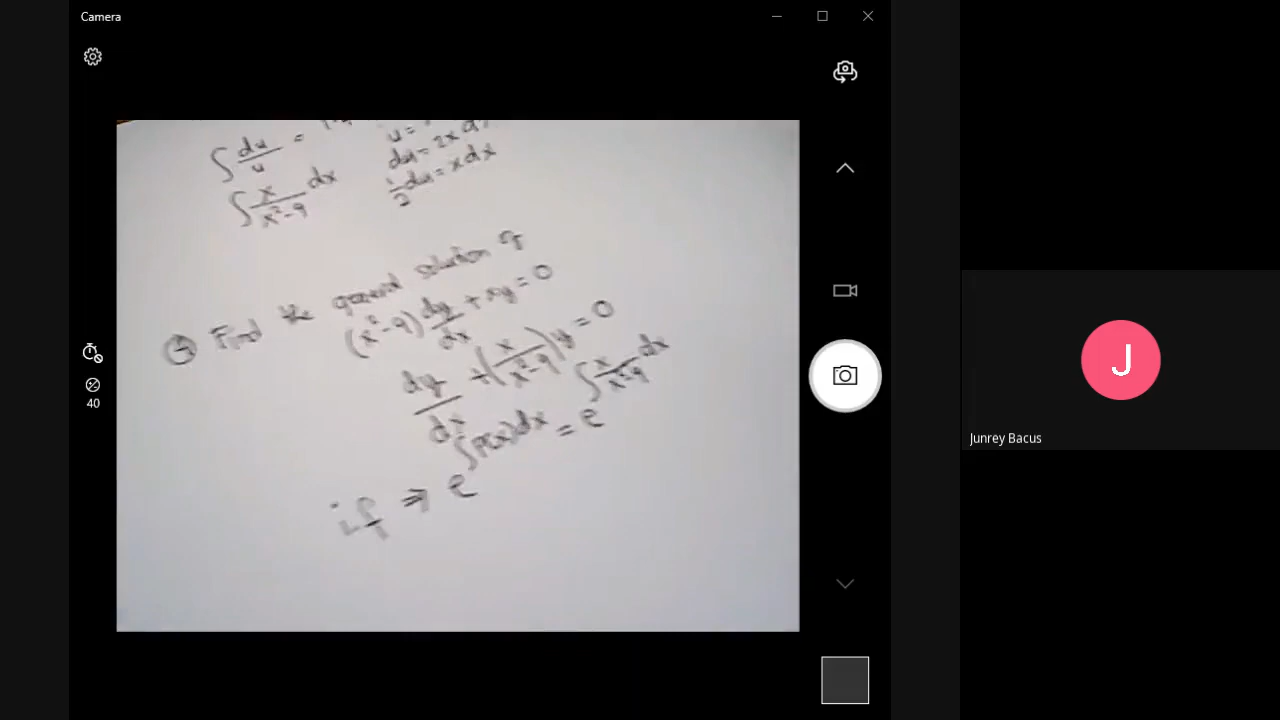 Camera
∫ du/u =
u =
du = 2x
∫ x/(x²-9) dx
1/2 du = x dx
③ Find the general solution of
(x²-9) dy/dx + xy = 0
dy/dx + (x/(x²-9)) y = 0
if ⇒ e^∫P(x)dx = e^∫ x/(x²-9) dx
40
J
Junrey Bacus